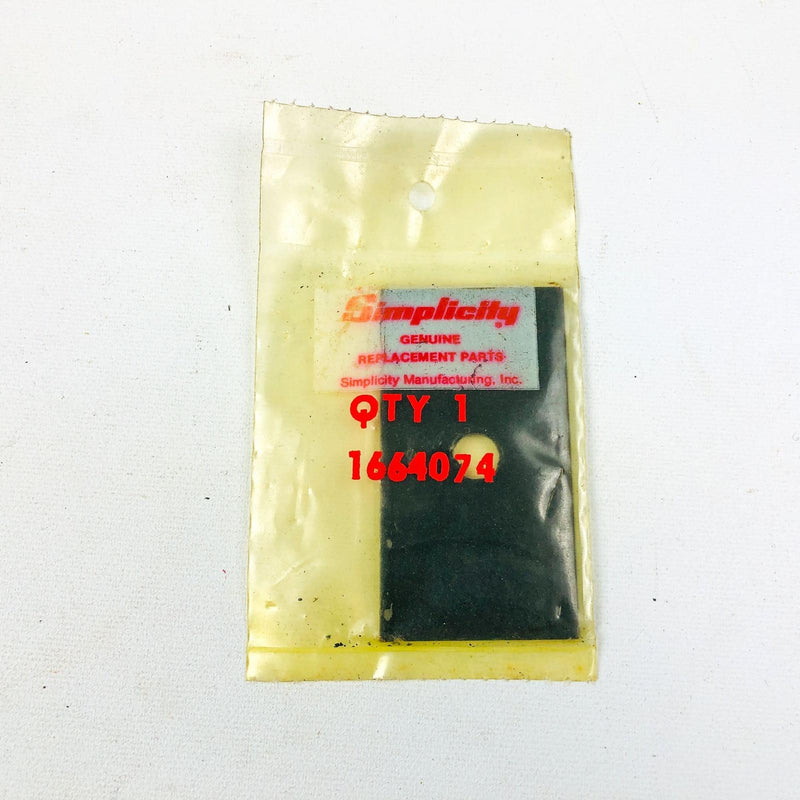 Simplicity
GENUINE
REPLACEMENT PARTS
Simplicity Manufacturing, Inc.
QTY 1
1664074